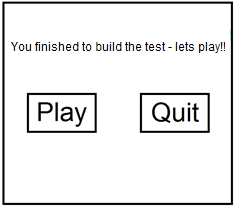 You finished to build the test - lets play!!
Play Quit